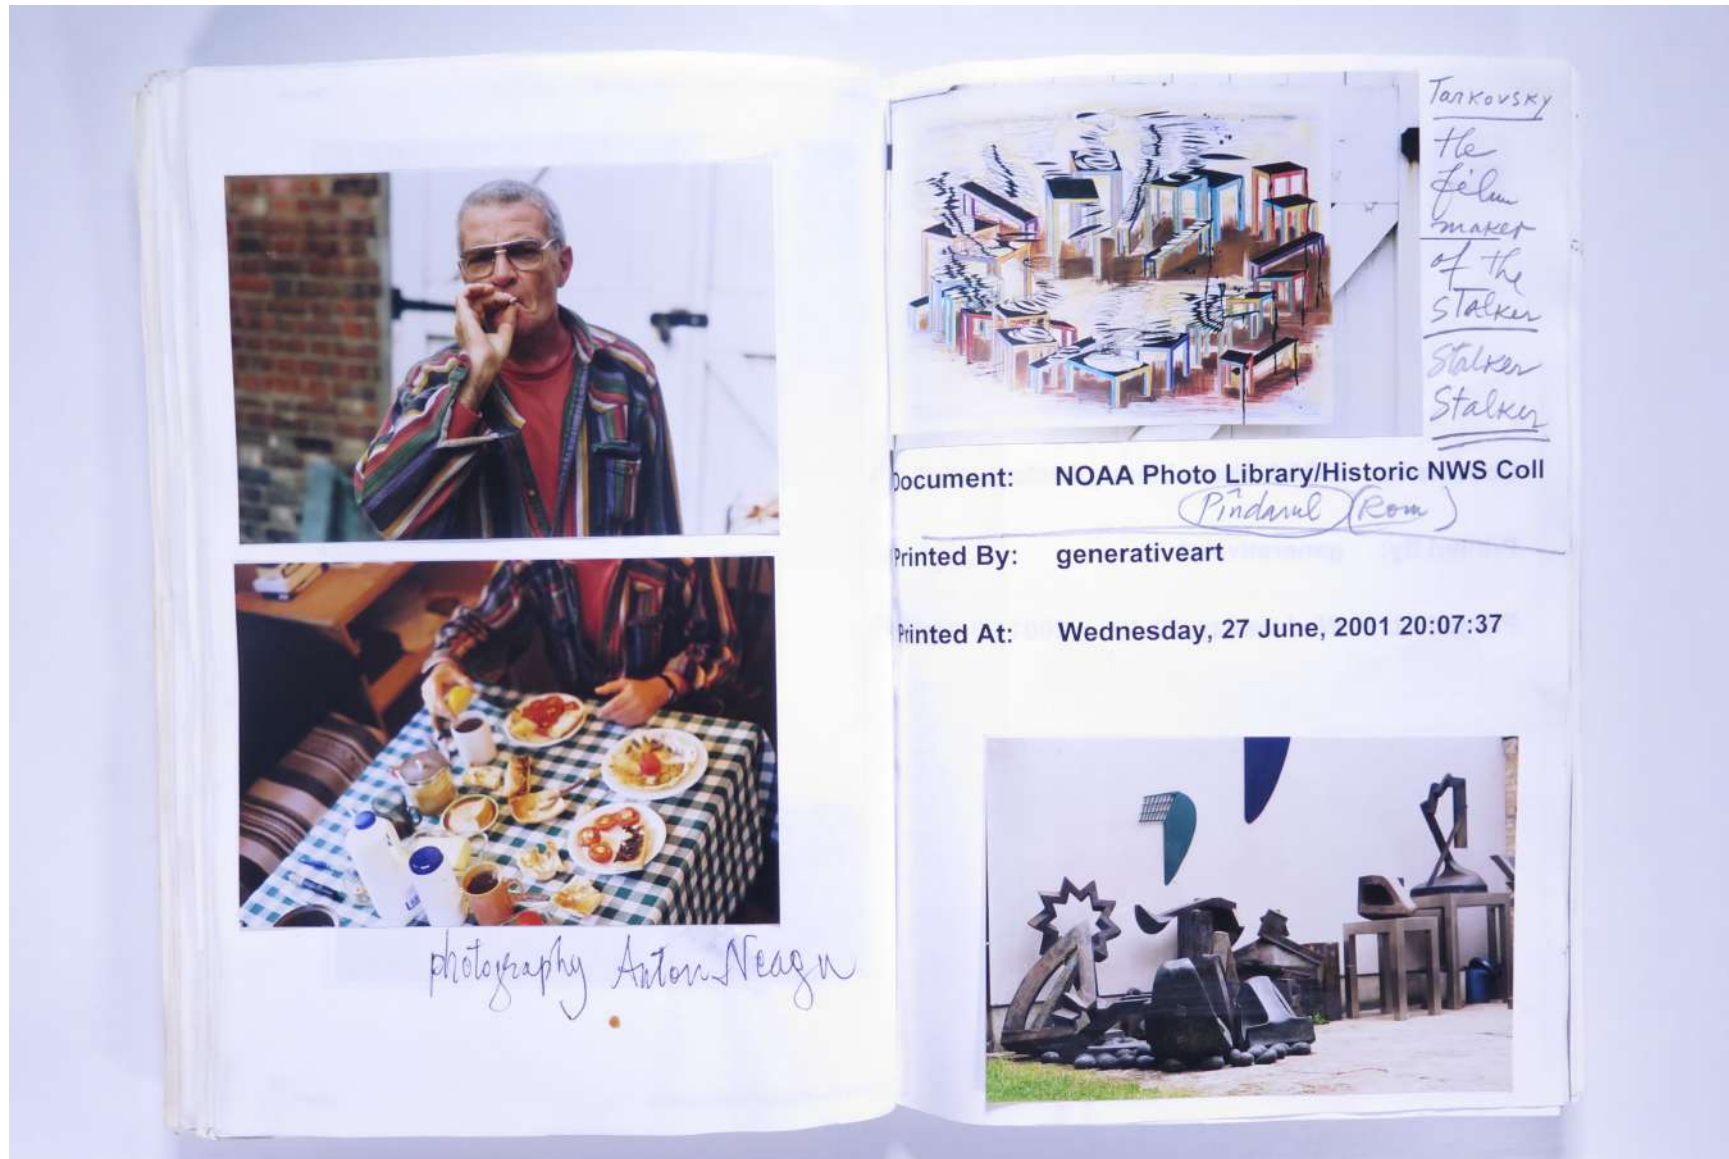 photography Anton Neagu
Tarkovsky
the
film
maker
of the
STalker
Stalker
Stalker
Document: NOAA Photo Library/Historic NWS Coll
Pîndarul (Rom)
Printed By: generativeart
Printed At: Wednesday, 27 June, 2001 20:07:37